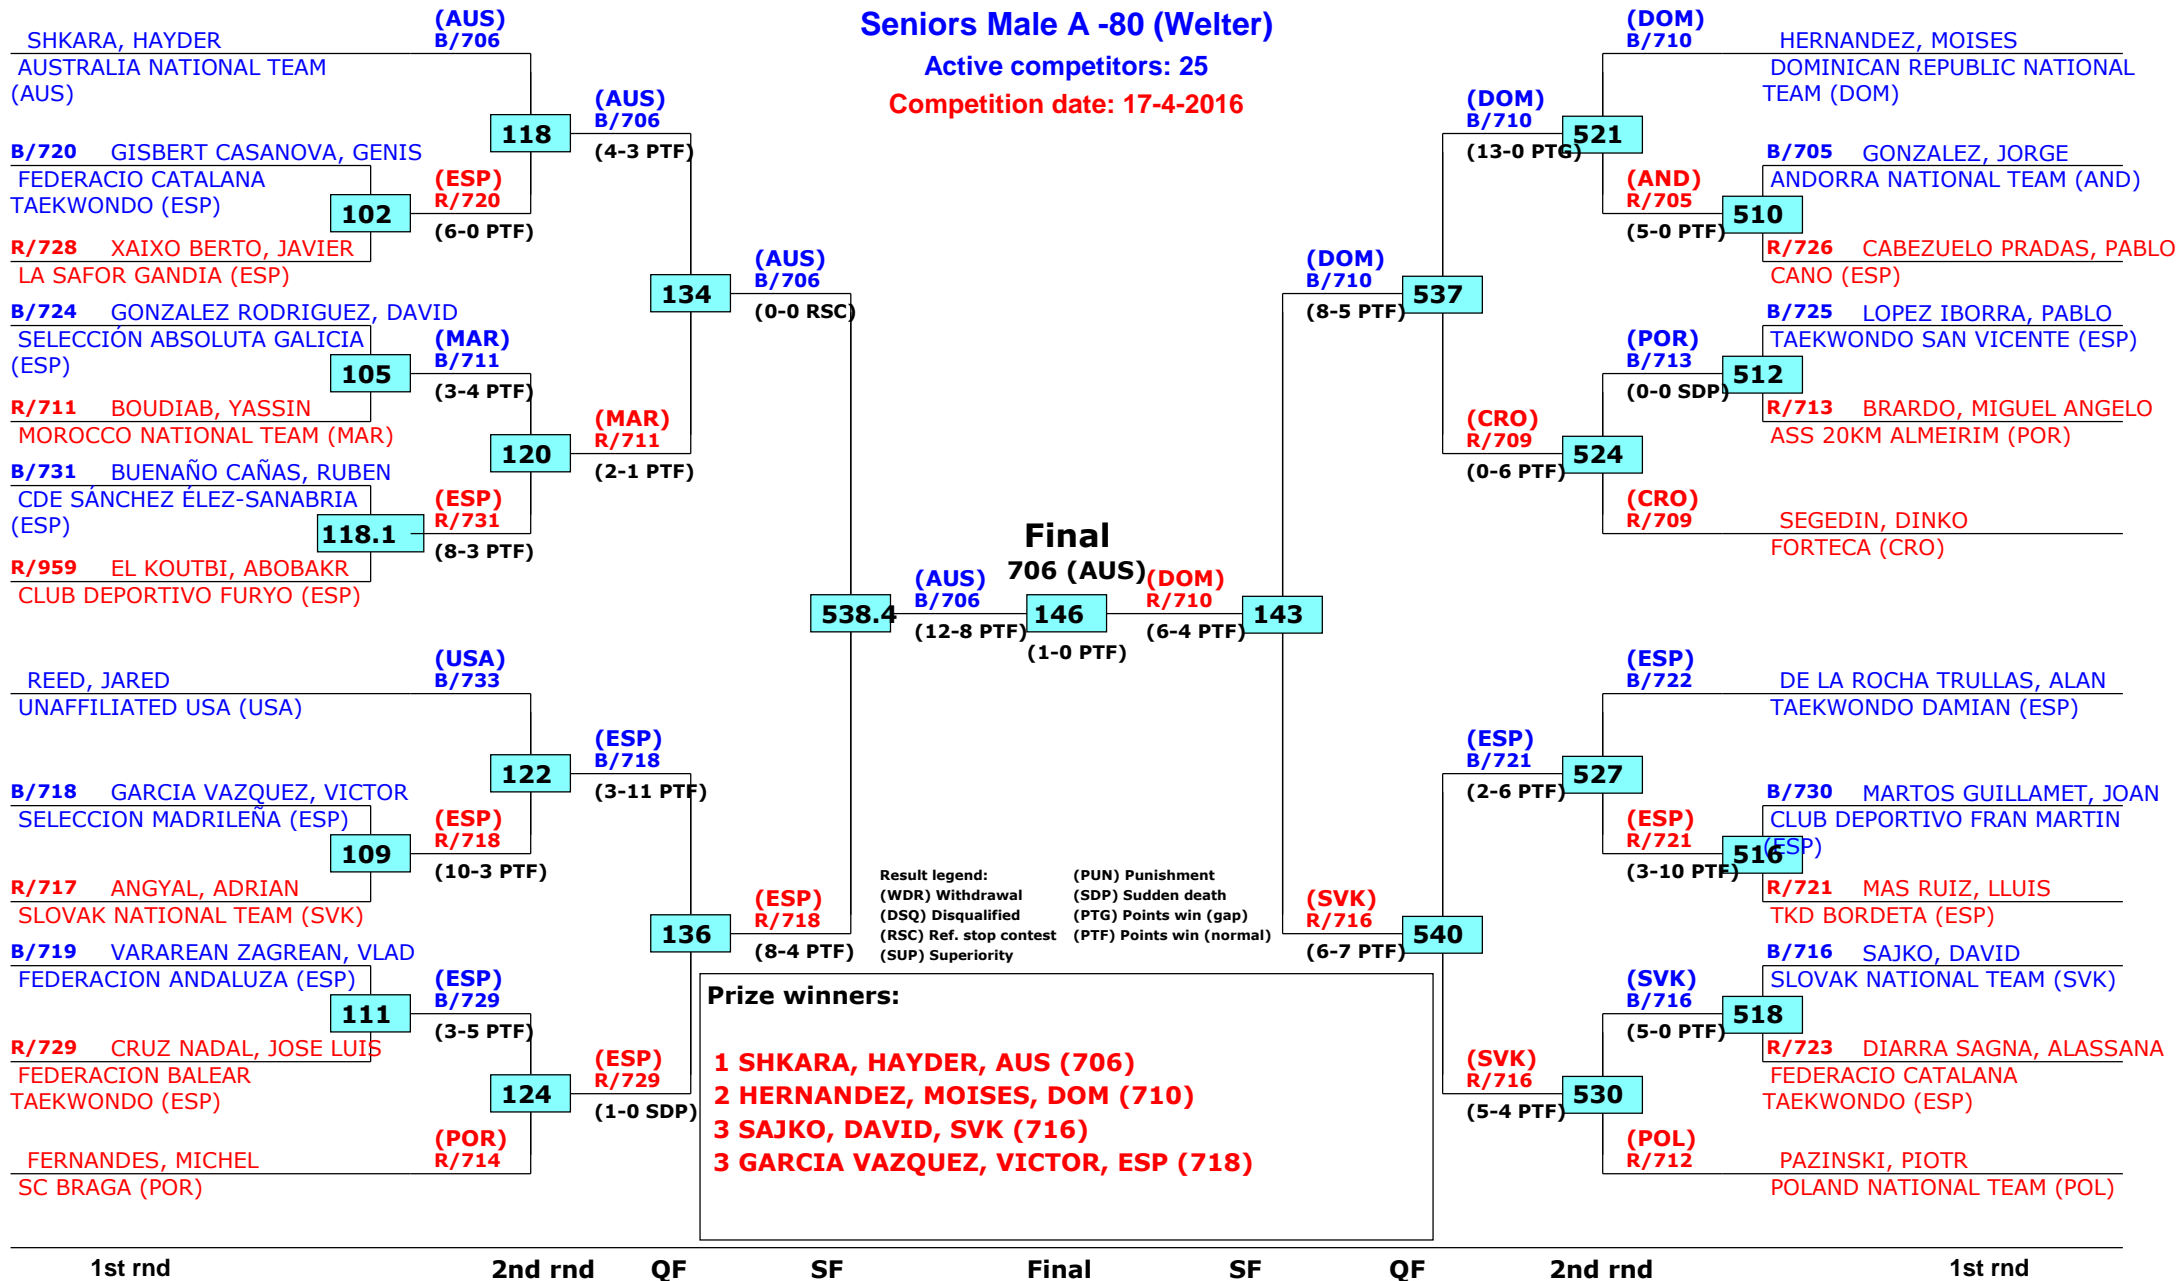 Seniors Male A -80 (Welter)
Active competitors: 25
Competition date: 17-4-2016
SHKARA, HAYDER
AUSTRALIA NATIONAL TEAM
(AUS)
(AUS)
B/706
B/720 GISBERT CASANOVA, GENIS
FEDERACIO CATALANA
TAEKWONDO (ESP)
102
R/728 XAIXO BERTO, JAVIER
LA SAFOR GANDIA (ESP)
(ESP)
R/720
(6-0 PTF)
118
(AUS)
B/706
(4-3 PTF)
B/724 GONZALEZ RODRIGUEZ, DAVID
SELECCIÓN ABSOLUTA GALICIA
(ESP)
105
R/711 BOUDIAB, YASSIN
MOROCCO NATIONAL TEAM (MAR)
(MAR)
B/711
(3-4 PTF)
B/731 BUENAÑO CAÑAS, RUBEN
CDE SÁNCHEZ ÉLEZ-SANABRIA
(ESP)
118.1
R/959 EL KOUTBI, ABOBAKR
CLUB DEPORTIVO FURYO (ESP)
(ESP)
R/731
(8-3 PTF)
120
(MAR)
R/711
(2-1 PTF)
134
(AUS)
B/706
(0-0 RSC)
REED, JARED
UNAFFILIATED USA (USA)
(USA)
B/733
B/718 GARCIA VAZQUEZ, VICTOR
SELECCION MADRILEÑA (ESP)
109
R/717 ANGYAL, ADRIAN
SLOVAK NATIONAL TEAM (SVK)
(ESP)
R/718
(10-3 PTF)
122
(ESP)
B/718
(3-11 PTF)
B/719 VARAREAN ZAGREAN, VLAD
FEDERACION ANDALUZA (ESP)
111
R/729 CRUZ NADAL, JOSE LUIS
FEDERACION BALEAR
TAEKWONDO (ESP)
(ESP)
B/729
(3-5 PTF)
FERNANDES, MICHEL
SC BRAGA (POR)
(POR)
R/714
124
(ESP)
R/729
(1-0 SDP)
136
(ESP)
R/718
(8-4 PTF)
538.4
(AUS)
B/706
(12-8 PTF)
Final
706 (AUS)
146
(1-0 PTF)
(DOM)
R/710
(6-4 PTF)
143
(DOM)
B/710
(8-5 PTF)
537
(DOM)
B/710
(13-0 PTG)
521
(DOM)
B/710
HERNANDEZ, MOISES
DOMINICAN REPUBLIC NATIONAL
TEAM (DOM)
(AND)
R/705
(5-0 PTF)
510
B/705 GONZALEZ, JORGE
ANDORRA NATIONAL TEAM (AND)
R/726 CABEZUELO PRADAS, PABLO
CANO (ESP)
(POR)
B/713
(0-0 SDP)
512
B/725 LOPEZ IBORRA, PABLO
TAEKWONDO SAN VICENTE (ESP)
R/713 BRARDO, MIGUEL ANGELO
ASS 20KM ALMEIRIM (POR)
(CRO)
R/709
(0-6 PTF)
524
(CRO)
R/709
SEGEDIN, DINKO
FORTECA (CRO)
(ESP)
B/722
DE LA ROCHA TRULLAS, ALAN
TAEKWONDO DAMIAN (ESP)
(ESP)
B/721
(2-6 PTF)
527
(ESP)
R/721
(3-10 PTF)
516
B/730 MARTOS GUILLAMET, JOAN
CLUB DEPORTIVO FRAN MARTIN
(ESP)
R/721 MAS RUIZ, LLUIS
TKD BORDETA (ESP)
(SVK)
R/716
(6-7 PTF)
540
(SVK)
B/716
(5-0 PTF)
518
B/716 SAJKO, DAVID
SLOVAK NATIONAL TEAM (SVK)
R/723 DIARRA SAGNA, ALASSANA
FEDERACIO CATALANA
TAEKWONDO (ESP)
(SVK)
R/716
(5-4 PTF)
530
(POL)
R/712
PAZINSKI, PIOTR
POLAND NATIONAL TEAM (POL)
Result legend:
(WDR) Withdrawal
(DSQ) Disqualified
(RSC) Ref. stop contest
(SUP) Superiority
(PUN) Punishment
(SDP) Sudden death
(PTG) Points win (gap)
(PTF) Points win (normal)
Prize winners:
1 SHKARA, HAYDER, AUS (706)
2 HERNANDEZ, MOISES, DOM (710)
3 SAJKO, DAVID, SVK (716)
3 GARCIA VAZQUEZ, VICTOR, ESP (718)
1st rnd 2nd rnd QF SF Final SF QF 2nd rnd 1st rnd